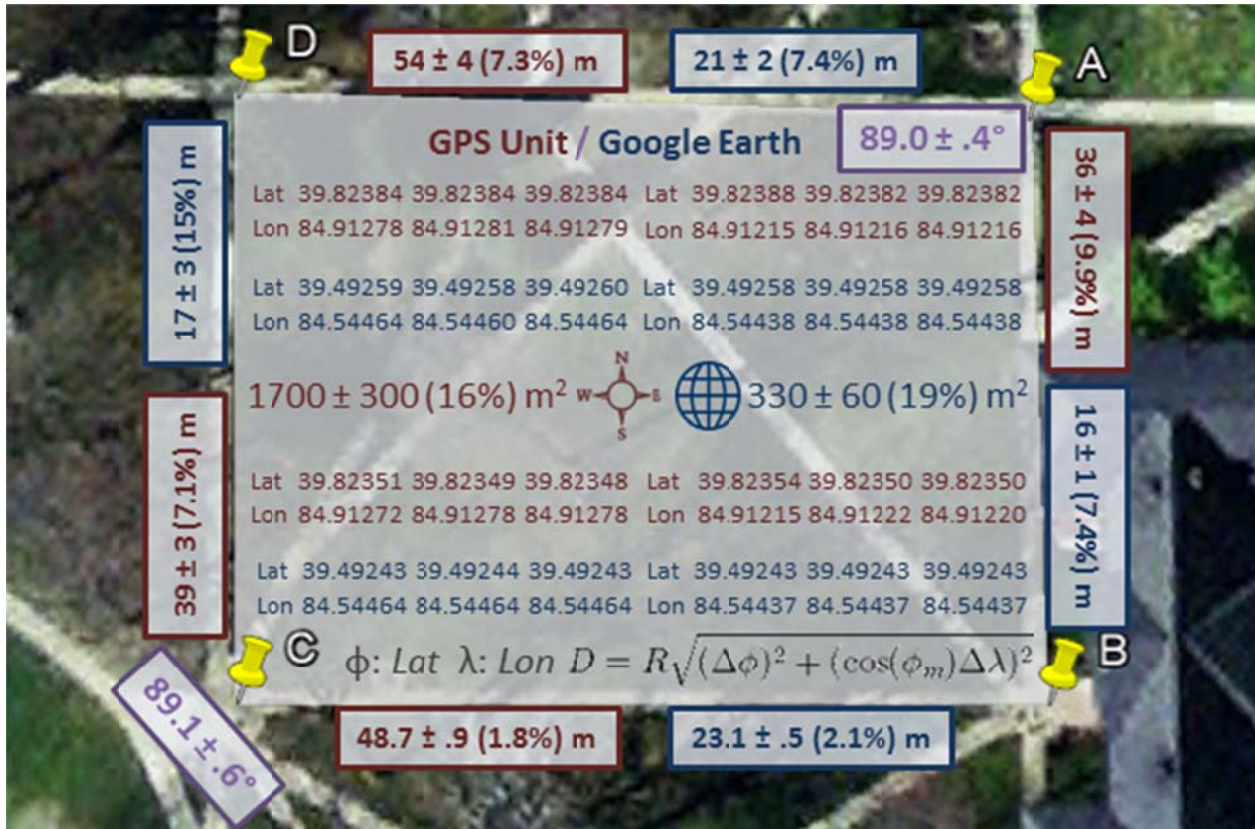 D
54 ± 4 (7.3%) m
21 ± 2 (7.4%) m
A
GPS Unit / Google Earth
89.0 ± .4°
17 ± 3 (15%) m
36 ± 4 (9.9%) m
Lat 39.82384 39.82384 39.82384 Lat 39.82388 39.82382 39.82382
Lon 84.91278 84.91281 84.91279 Lon 84.91215 84.91216 84.91216
Lat 39.49259 39.49258 39.49260 Lat 39.49258 39.49258 39.49258
Lon 84.54464 84.54460 84.54464 Lon 84.54438 84.54438 84.54438
N
1700 ± 300 (16%) m² W E 330 ± 60 (19%) m²
S
39 ± 3 (7.1%) m
16 ± 1 (7.4%) m
Lat 39.82351 39.82349 39.82348 Lat 39.82354 39.82350 39.82350
Lon 84.91272 84.91278 84.91278 Lon 84.91215 84.91222 84.91220
Lat 39.49243 39.49244 39.49243 Lat 39.49243 39.49243 39.49243
Lon 84.54464 84.54464 84.54464 Lon 84.54437 84.54437 84.54437
C
ϕ: Lat λ: Lon D = R√(Δϕ)² + (cos(ϕₘ)Δλ)²
B
89.1 ± .6°
48.7 ± .9 (1.8%) m
23.1 ± .5 (2.1%) m